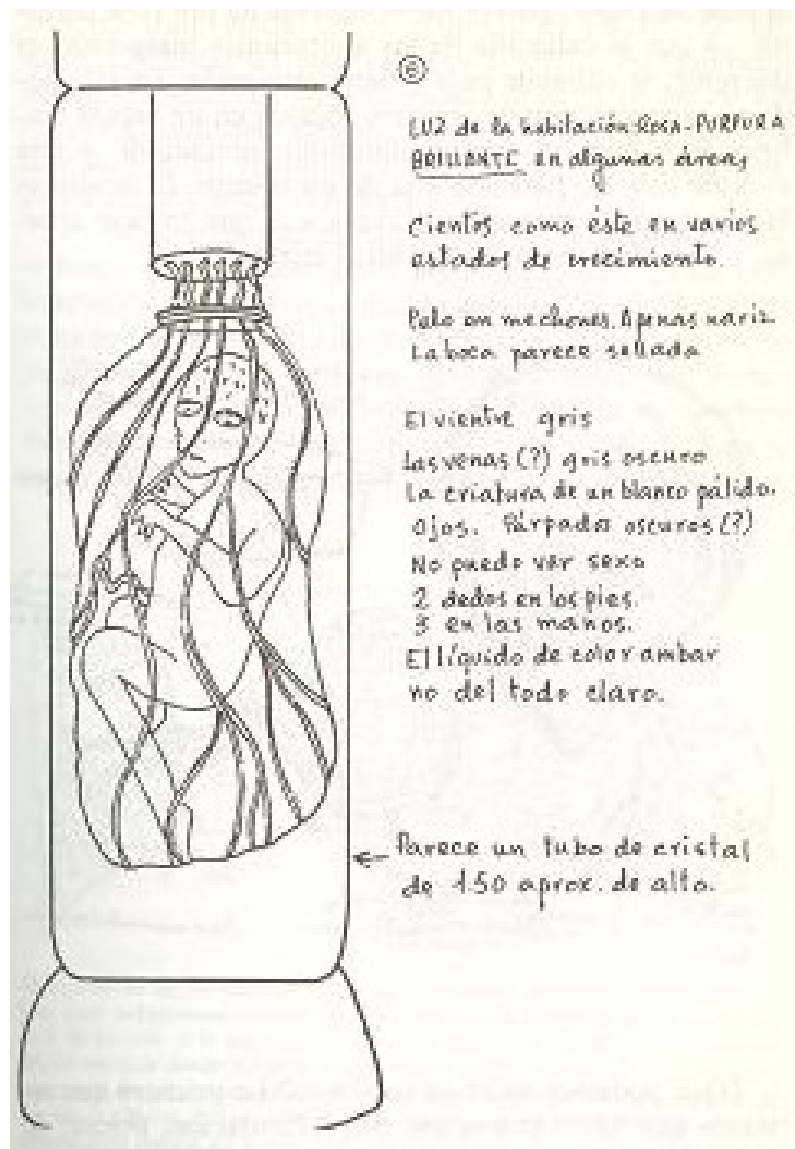 6
LUZ de la habitación Rosa-PURPURA
BRILLANTE en algunas áreas
Cientos como éste en varios
estados de crecimiento.
Pelo en mechones. Apenas nariz
La boca parece sellada
El vientre gris
Las venas (?) gris oscuro
La criatura de un blanco pálido.
Ojos. Párpados oscuros (?)
No puedo ver sexo
2 dedos en los pies.
3 en las manos.
El líquido de color ambar
no del todo claro.
Parece un tubo de cristal
de 1.50 aprox. de alto.